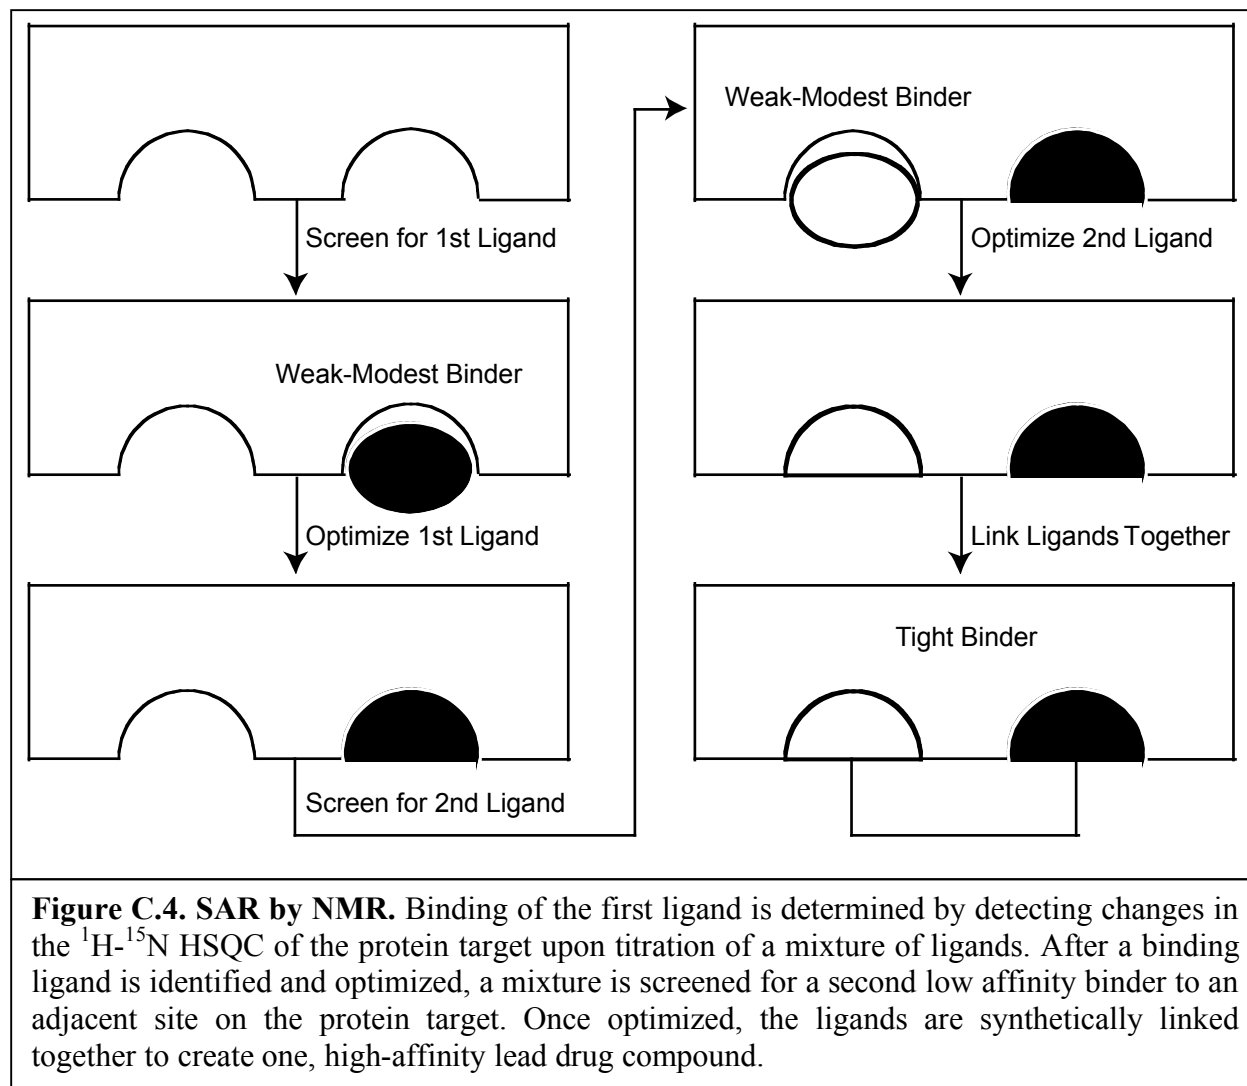 Screen for 1st Ligand
Weak-Modest Binder
Optimize 1st Ligand
Screen for 2nd Ligand
Weak-Modest Binder
Optimize 2nd Ligand
Link Ligands Together
Tight Binder
Figure C.4. SAR by NMR. Binding of the first ligand is determined by detecting changes in
the ¹H-¹⁵N HSQC of the protein target upon titration of a mixture of ligands. After a binding
ligand is identified and optimized, a mixture is screened for a second low affinity binder to an
adjacent site on the protein target. Once optimized, the ligands are synthetically linked
together to create one, high-affinity lead drug compound.